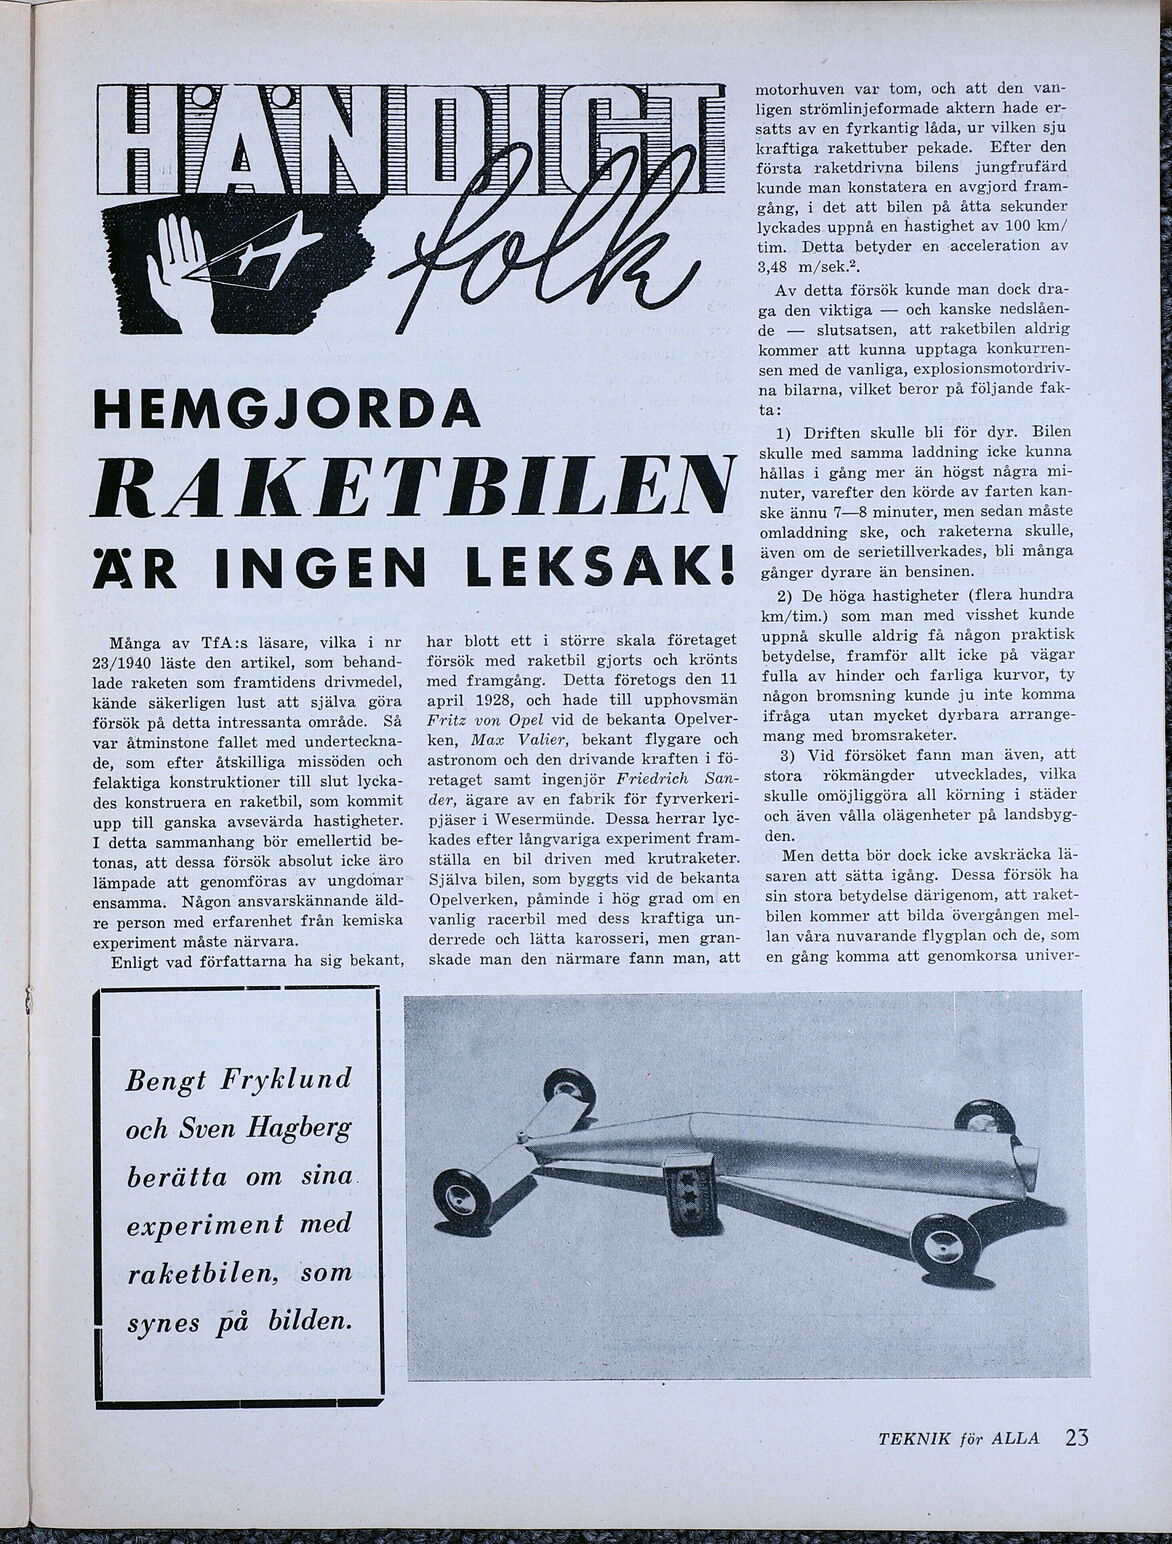 HÄNDIGT
folk
HEMGJORDA
RAKETBILEN
ÄR INGEN LEKSAK!
Många av TfA:s läsare, vilka i nr
23/1940 läste den artikel, som behand-
lade raketen som framtidens drivmedel,
kände säkerligen lust att själva göra
försök på detta intressanta område. Så
var åtminstone fallet med underteckna-
de, som efter åtskilliga missöden och
felaktiga konstruktioner till slut lycka-
des konstruera en raketbil, som kommit
upp till ganska avsevärda hastigheter.
I detta sammanhang bör emellertid be-
tonas, att dessa försök absolut icke äro
lämpade att genomföras av ungdomar
ensamma. Någon ansvarskännande äld-
re person med erfarenhet från kemiska
experiment måste närvara.
Enligt vad författarna ha sig bekant,
har blott ett i större skala företaget
försök med raketbil gjorts och krönts
med framgång. Detta företogs den 11
april 1928, och hade till upphovsmän
Fritz von Opel vid de bekanta Opelver-
ken, Max Valier, bekant flygare och
astronom och den drivande kraften i fö-
retaget samt ingenjör Friedrich San-
der, ägare av en fabrik för fyrverkeri-
pjäser i Wesermünde. Dessa herrar lyc-
kades efter långvariga experiment fram-
ställa en bil driven med krutraketer.
Själva bilen, som byggts vid de bekanta
Opelverken, påminde i hög grad om en
vanlig racerbil med dess kraftiga un-
derrede och lätta karosseri, men gran-
skade man den närmare fann man, att
motorhuven var tom, och att den van-
ligen strömlinjeformade aktern hade er-
satts av en fyrkantig låda, ur vilken sju
kraftiga rakettuber pekade. Efter den
första raketdrivna bilens jungfrufärd
kunde man konstatera en avgjord fram-
gång, i det att bilen på åtta sekunder
lyckades uppnå en hastighet av 100 km/
tim. Detta betyder en acceleration av
3,48 m/sek.².
Av detta försök kunde man dock dra-
ga den viktiga — och kanske nedslåen-
de — slutsatsen, att raketbilen aldrig
kommer att kunna upptaga konkurren-
sen med de vanliga, explosionsmotordriv-
na bilarna, vilket beror på följande fak-
ta:
1) Driften skulle bli för dyr. Bilen
skulle med samma laddning icke kunna
hållas i gång mer än högst några mi-
nuter, varefter den körde av farten kan-
ske ännu 7—8 minuter, men sedan måste
omladdning ske, och raketerna skulle,
även om de serietillverkades, bli många
gånger dyrare än bensinen.
2) De höga hastigheter (flera hundra
km/tim.) som man med visshet kunde
uppnå skulle aldrig få någon praktisk
betydelse, framför allt icke på vägar
fulla av hinder och farliga kurvor, ty
någon bromsning kunde ju inte komma
ifråga utan mycket dyrbara arrange-
mang med bromsraketer.
3) Vid försöket fann man även, att
stora rökmängder utvecklades, vilka
skulle omöjliggöra all körning i städer
och även vålla olägenheter på landsbyg-
den.
Men detta bör dock icke avskräcka lä-
saren att sätta igång. Dessa försök ha
sin stora betydelse därigenom, att raket-
bilen kommer att bilda övergången mel-
lan våra nuvarande flygplan och de, som
en gång komma att genomkorsa univer-
Bengt Fryklund
och Sven Hagberg
berätta om sina
experiment med
raketbilen, som
synes på bilden.
TEKNIK för ALLA 23